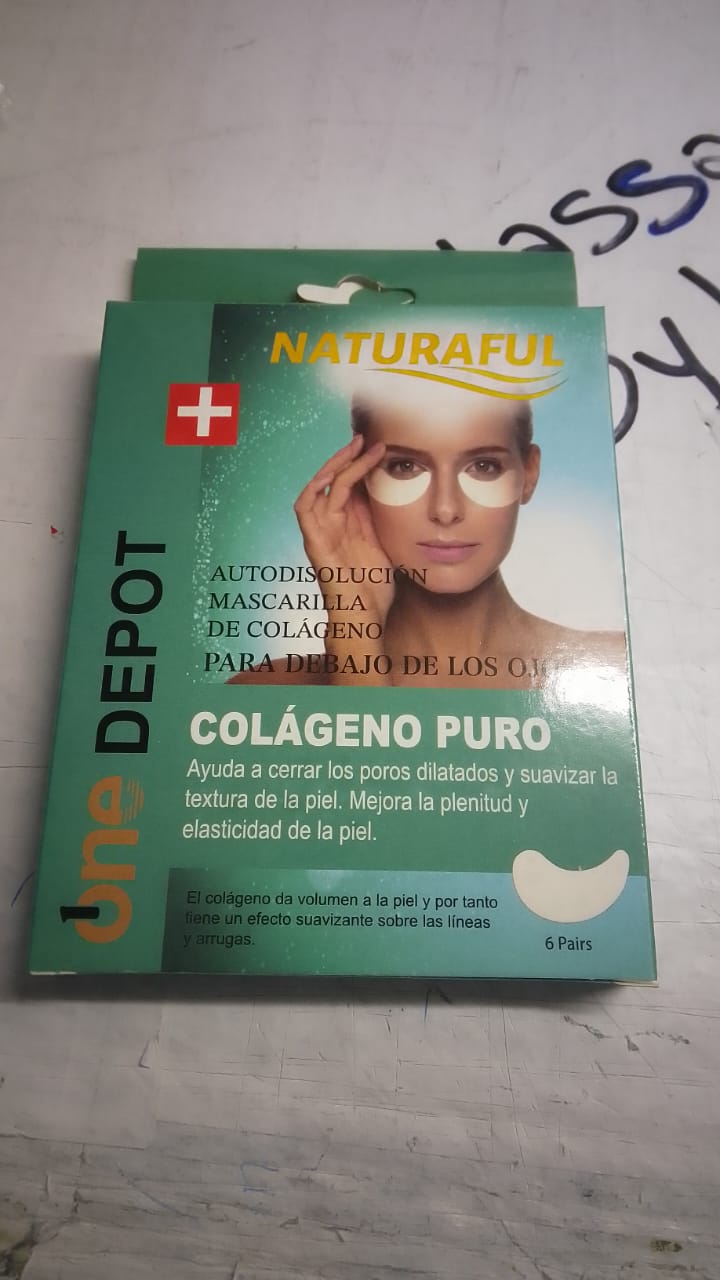 NATURAFUL
one DEPOT
AUTODISOLUCIÓN
MASCARILLA
DE COLÁGENO
PARA DEBAJO DE LOS
COLÁGENO PURO
Ayuda a cerrar los poros dilatados y suavizar la
textura de la piel. Mejora la plenitud y
elasticidad de la piel.
El colágeno da volumen a la piel y por tanto
tiene un efecto suavizante sobre las líneas
y arrugas.
6 Pairs